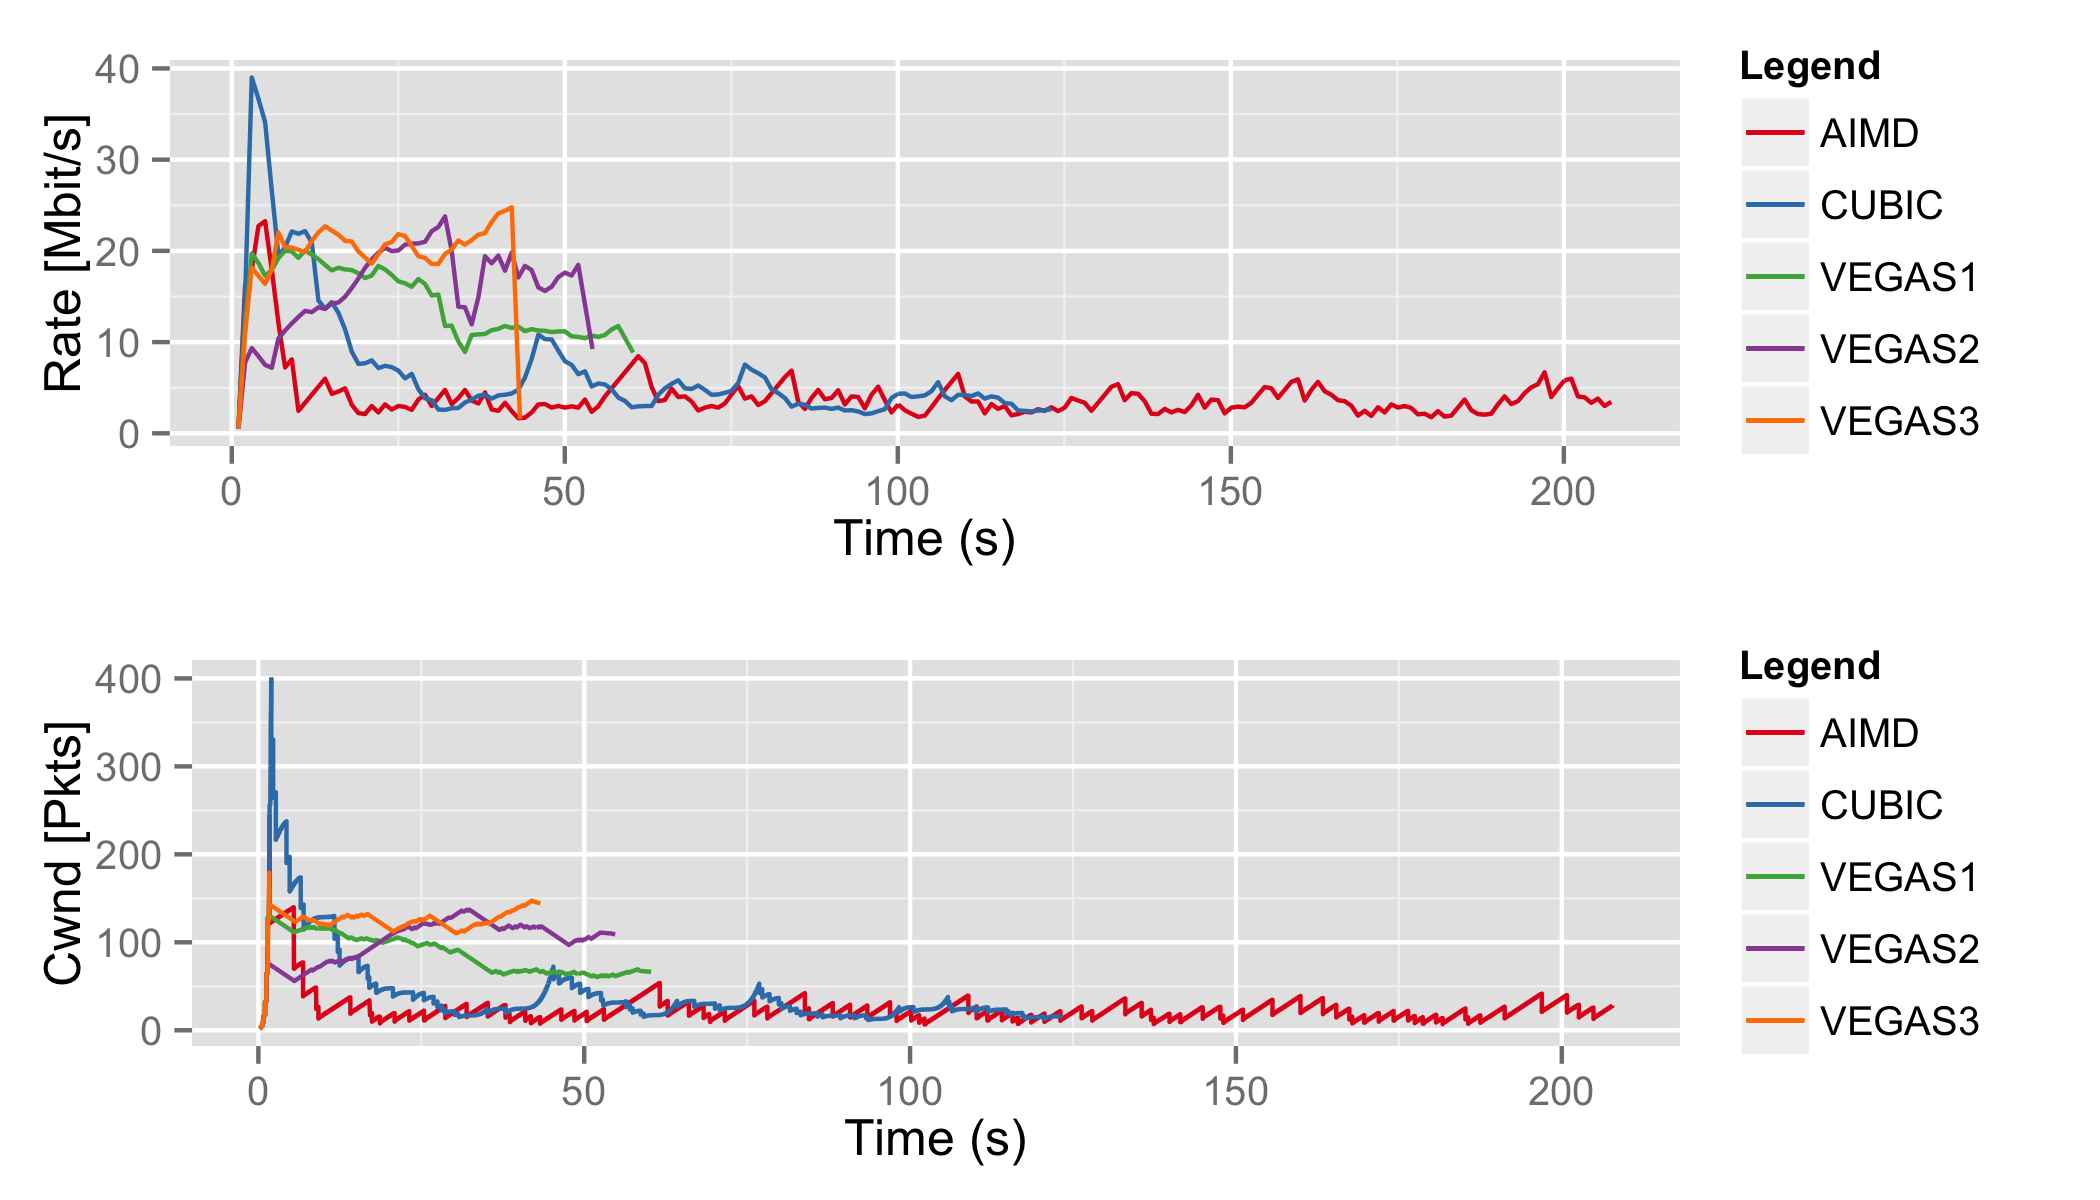 Rate [Mbit/s]
40
30
20
10
0
0 50 100 150 200
Time (s)
Legend
AIMD
CUBIC
VEGAS1
VEGAS2
VEGAS3
Cwnd [Pkts]
400
300
200
100
0
0 50 100 150 200
Time (s)
Legend
AIMD
CUBIC
VEGAS1
VEGAS2
VEGAS3